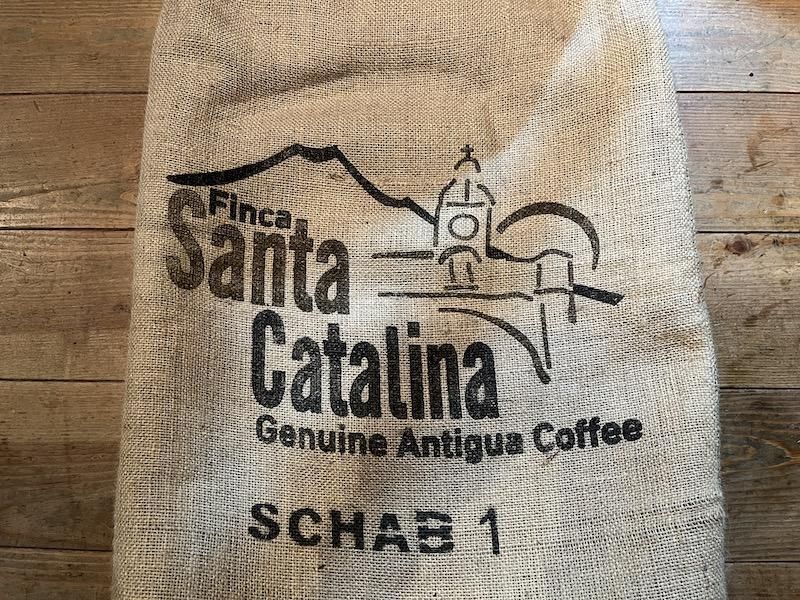 Finca
Santa
Catalina
Genuine Antigua Coffee
SCHAB 1